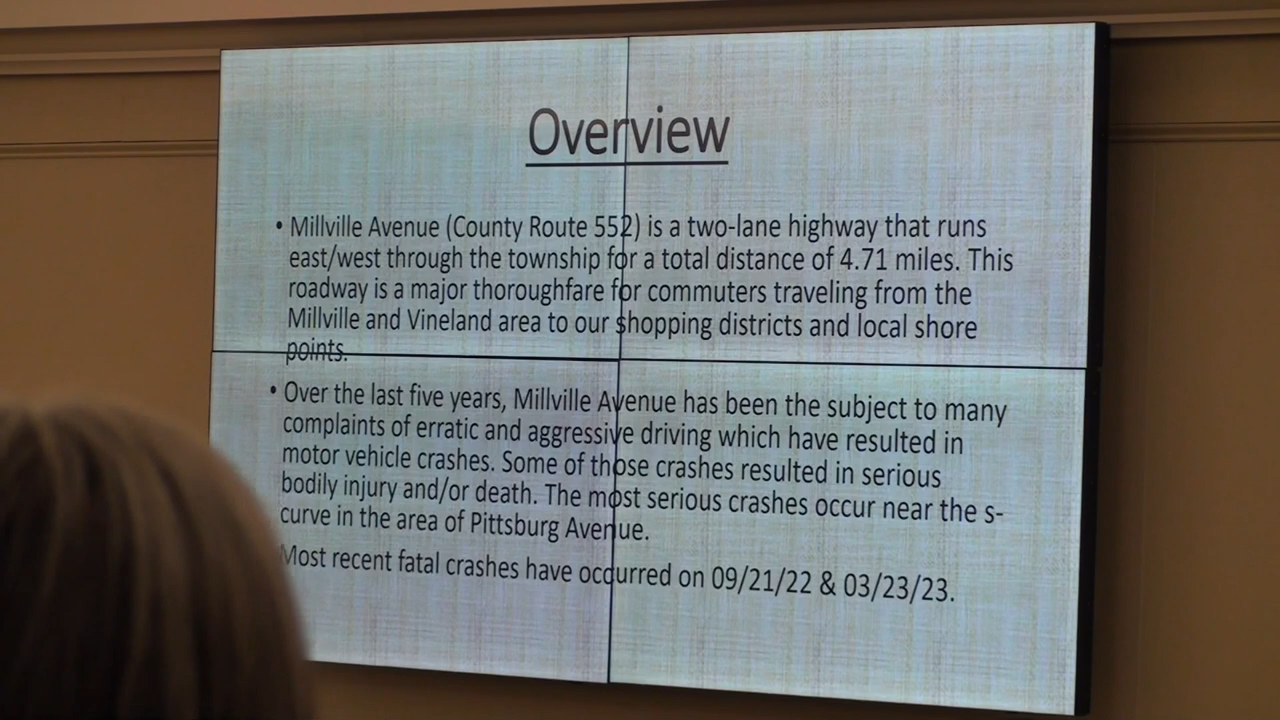 Overview
• Millville Avenue (County Route 552) is a two-lane highway that runs
east/west through the township for a total distance of 4.71 miles. This
roadway is a major thoroughfare for commuters traveling from the
Millville and Vineland area to our shopping districts and local shore
points.
• Over the last five years, Millville Avenue has been the subject to many
complaints of erratic and aggressive driving which have resulted in
motor vehicle crashes. Some of those crashes resulted in serious
bodily injury and/or death. The most serious crashes occur near the s-
curve in the area of Pittsburg Avenue.
Most recent fatal crashes have occurred on 09/21/22 & 03/23/23.